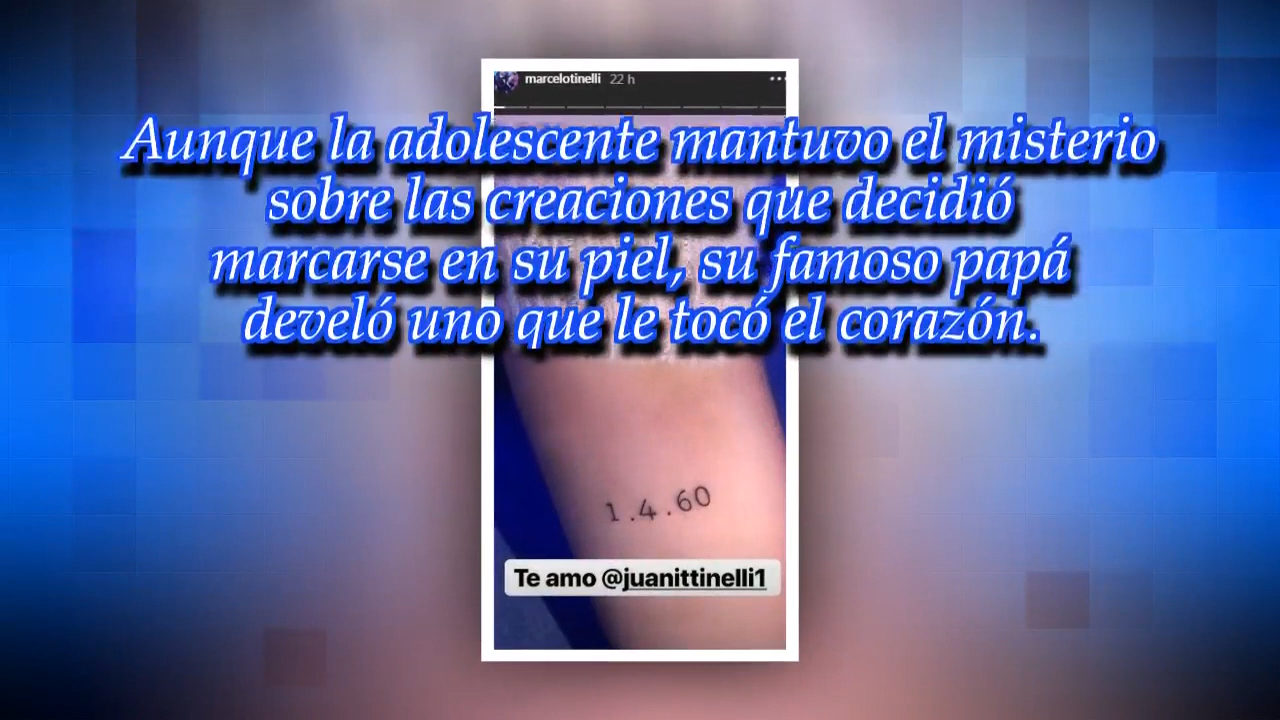 marcelotinelli 22 h
Aunque la adolescente mantuvo el misterio
sobre las creaciones que decidió
marcarse en su piel, su famoso papá
develó uno que le tocó el corazón.
1.4.60
Te amo @juanittinelli1